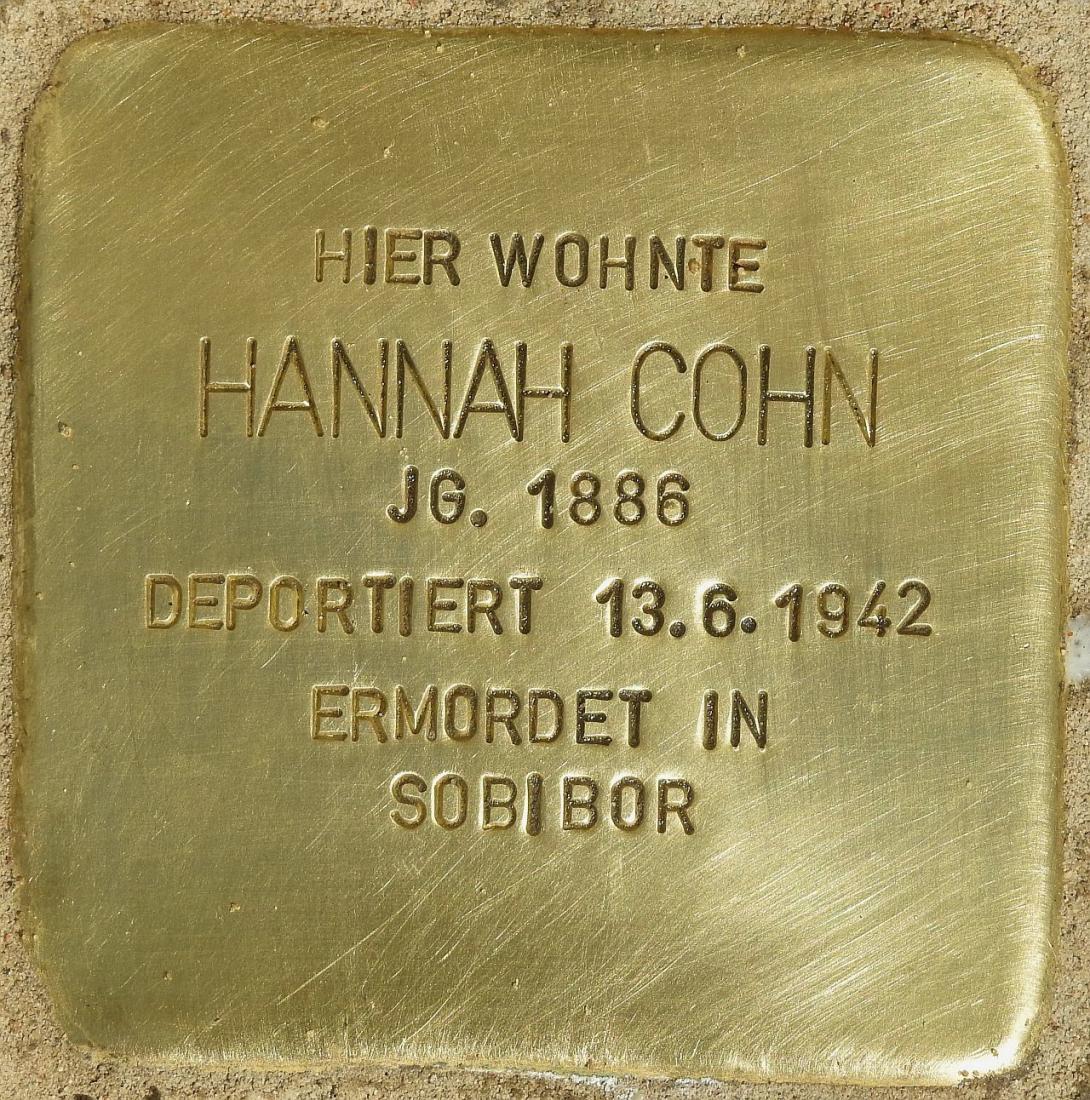 HIER WOHNTE
HANNAH COHN
JG. 1886
DEPORTIERT 13.6.1942
ERMORDET IN
SOBIBOR